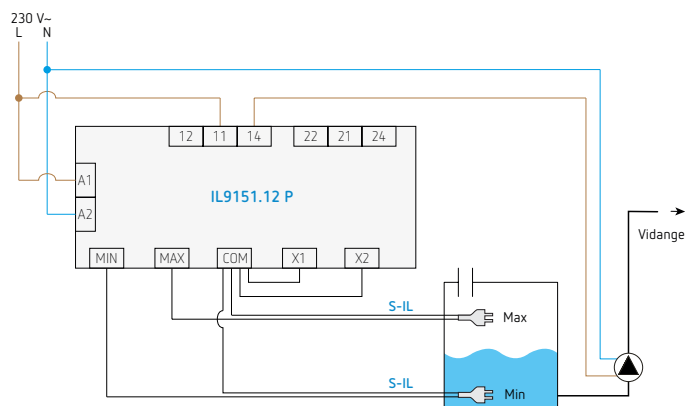 230 V~
L N
12 11 14 22 21 24
A1
IL9151.12 P
A2
Vidange
MIN MAX COM X1 X2
S-IL
Max
S-IL
Min